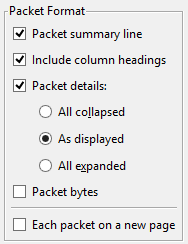 Packet Format
Packet summary line
Include column headings
Packet details:
All collapsed
As displayed
All expanded
Packet bytes
Each packet on a new page